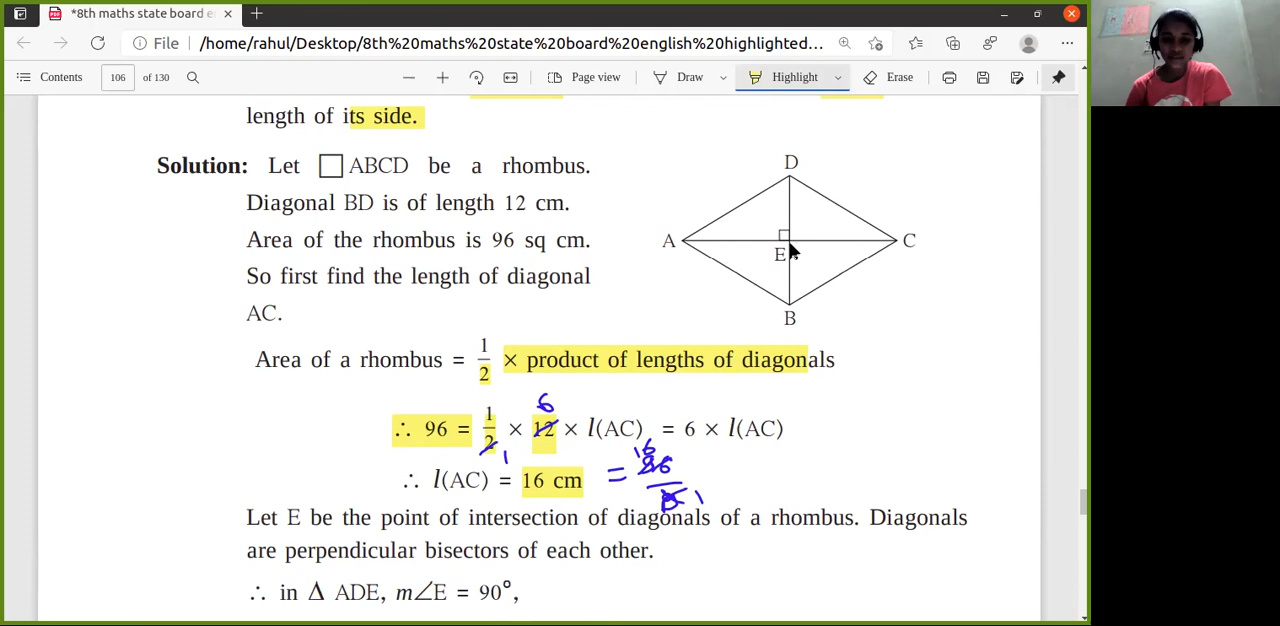 *8th maths state board e
File /home/rahul/Desktop/8th%20maths%20state%20board%20english%20highlighted...
Contents 106 of 130 Page view Draw Highlight Erase
length of its side.
Solution: Let □ABCD be a rhombus.
Diagonal BD is of length 12 cm.
Area of the rhombus is 96 sq cm.
So first find the length of diagonal
AC.
D
A
C
E
B
Area of a rhombus = 1/2 × product of lengths of diagonals
6
∴ 96 = 1/2 × 12 × l(AC) = 6 × l(AC)
1
16
∴ l(AC) = 16 cm = 96/6 1
Let E be the point of intersection of diagonals of a rhombus. Diagonals
are perpendicular bisectors of each other.
∴ in Δ ADE, m∠E = 90°,